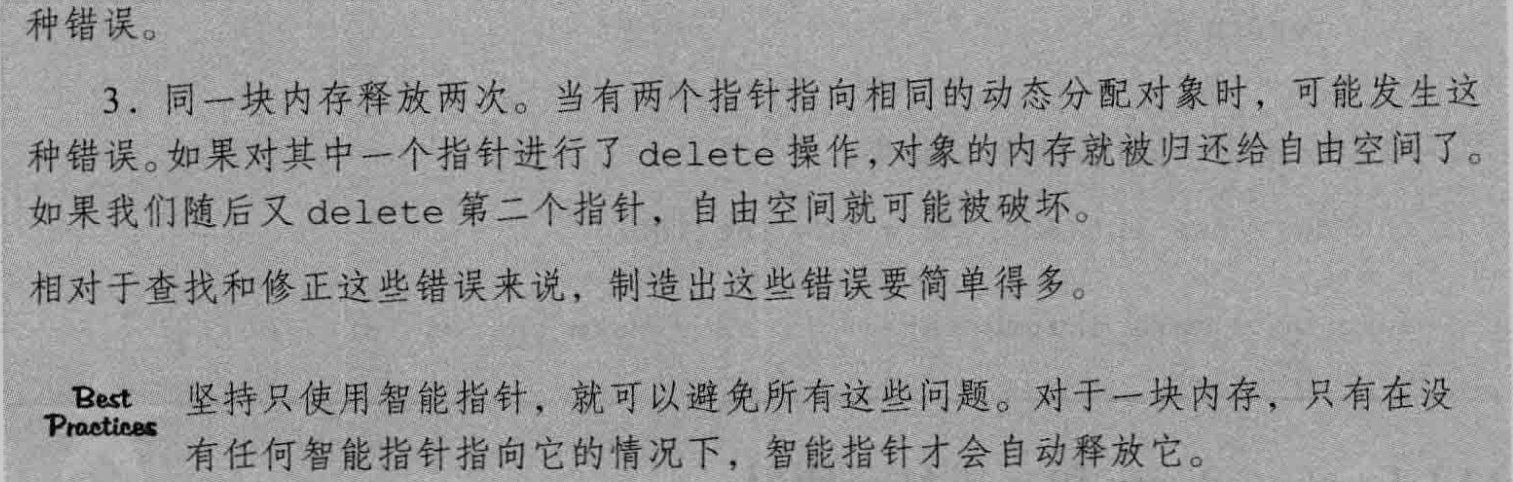 种错误。
3．同一块内存释放两次。当有两个指针指向相同的动态分配对象时，可能发生这
种错误。如果对其中一个指针进行了 delete 操作，对象的内存就被归还给自由空间了。
如果我们随后又 delete 第二个指针，自由空间就可能被破坏。
相对于查找和修正这些错误来说，制造出这些错误要简单得多。
Best
Practices
坚持只使用智能指针，就可以避免所有这些问题。对于一块内存，只有在没
有任何智能指针指向它的情况下，智能指针才会自动释放它。